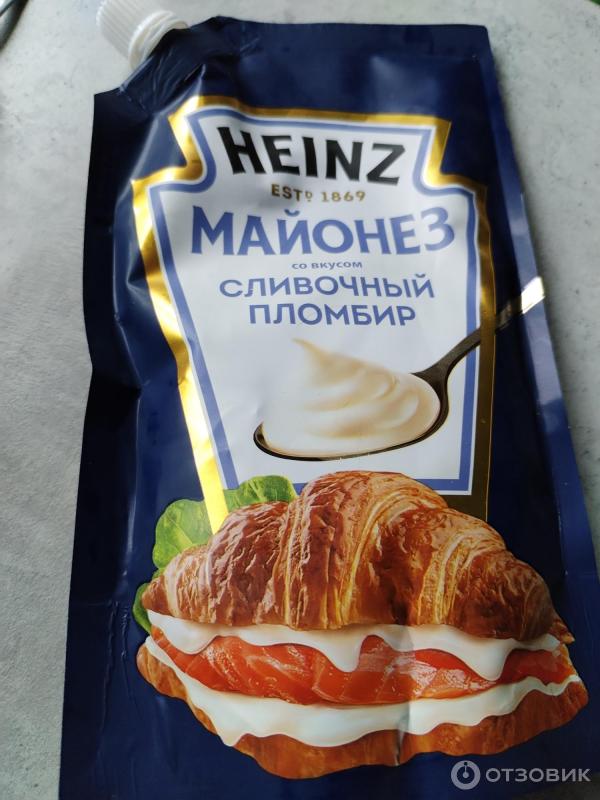 HEINZ
ESTD 1869
МАЙОНЕЗ
со вкусом
СЛИВОЧНЫЙ
ПЛОМБИР
ОТЗОВИК